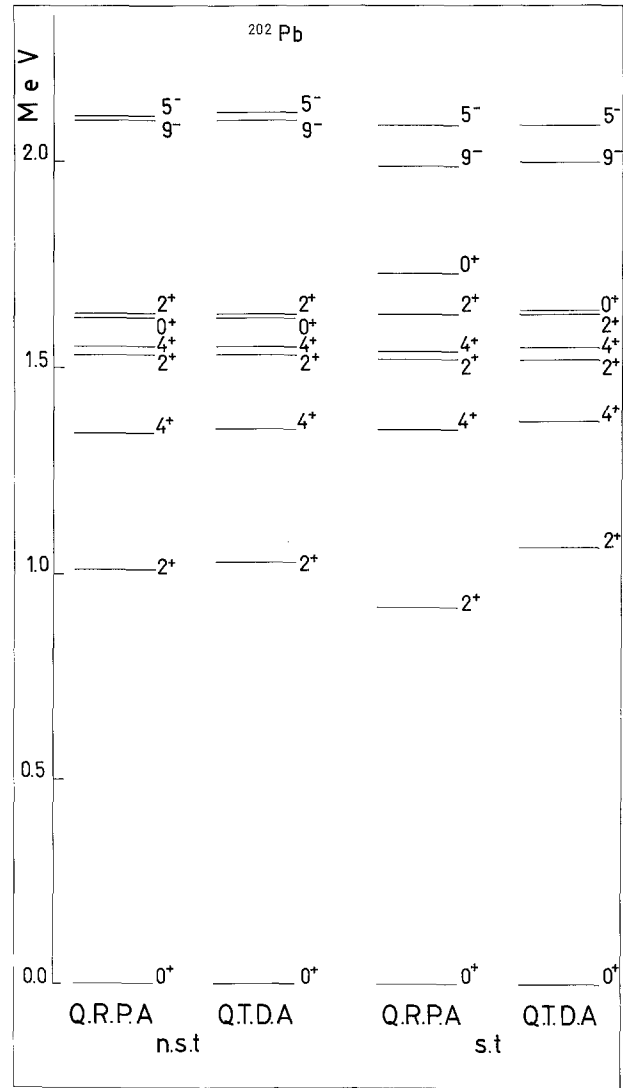 ²⁰² Pb
MeV
5⁻ 5⁻ 5⁻ 5⁻
9⁻ 9⁻
2.0 9⁻ 9⁻
0⁺
2⁺ 2⁺ 2⁺ 0⁺
0⁺ 0⁺ 2⁺
4⁺ 4⁺ 4⁺ 4⁺
1.5 2⁺ 2⁺ 2⁺ 2⁺
4⁺ 4⁺ 4⁺ 4⁺
1.0 2⁺ 2⁺ 2⁺ 2⁺
0.5
0.0 0⁺ 0⁺ 0⁺ 0⁺
Q.R.P.A Q.T.D.A Q.R.P.A Q.T.D.A
n.s.t s.t